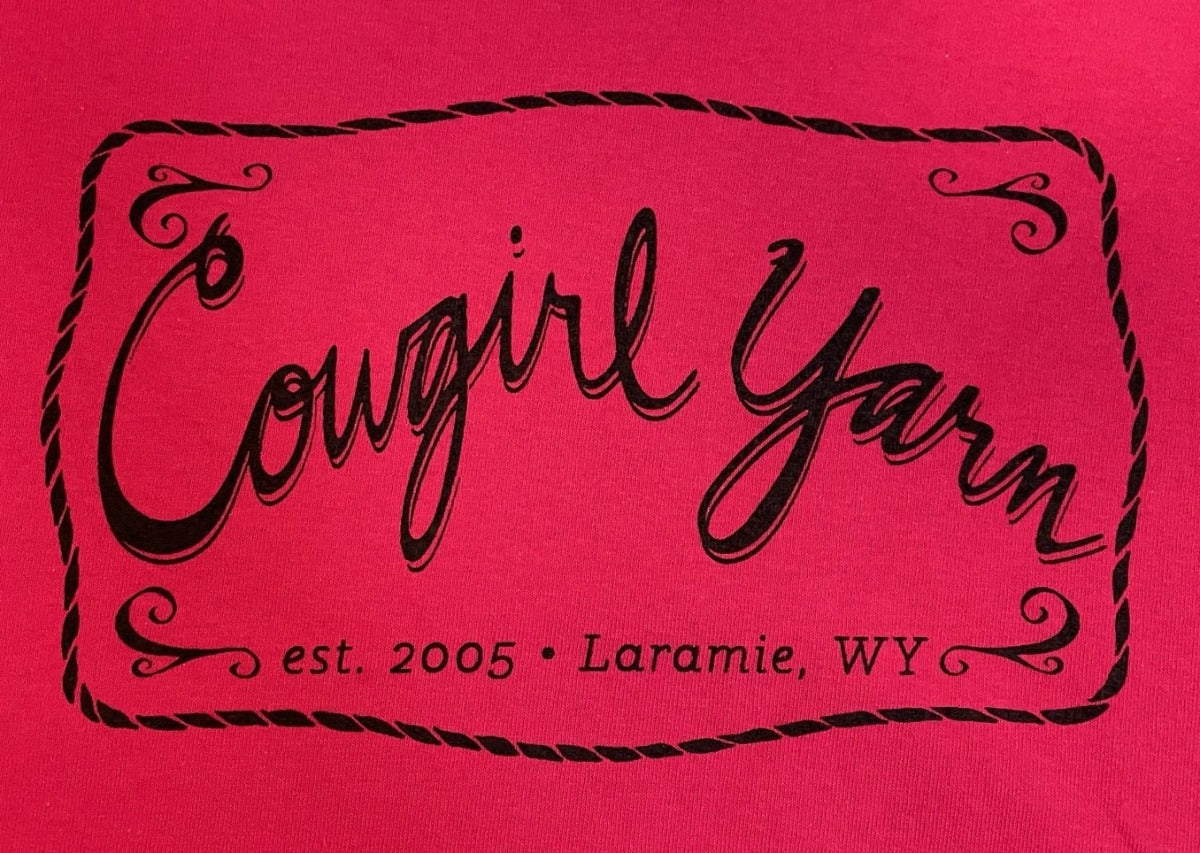 Cowgirl Yarn
est. 2005 • Laramie, WY